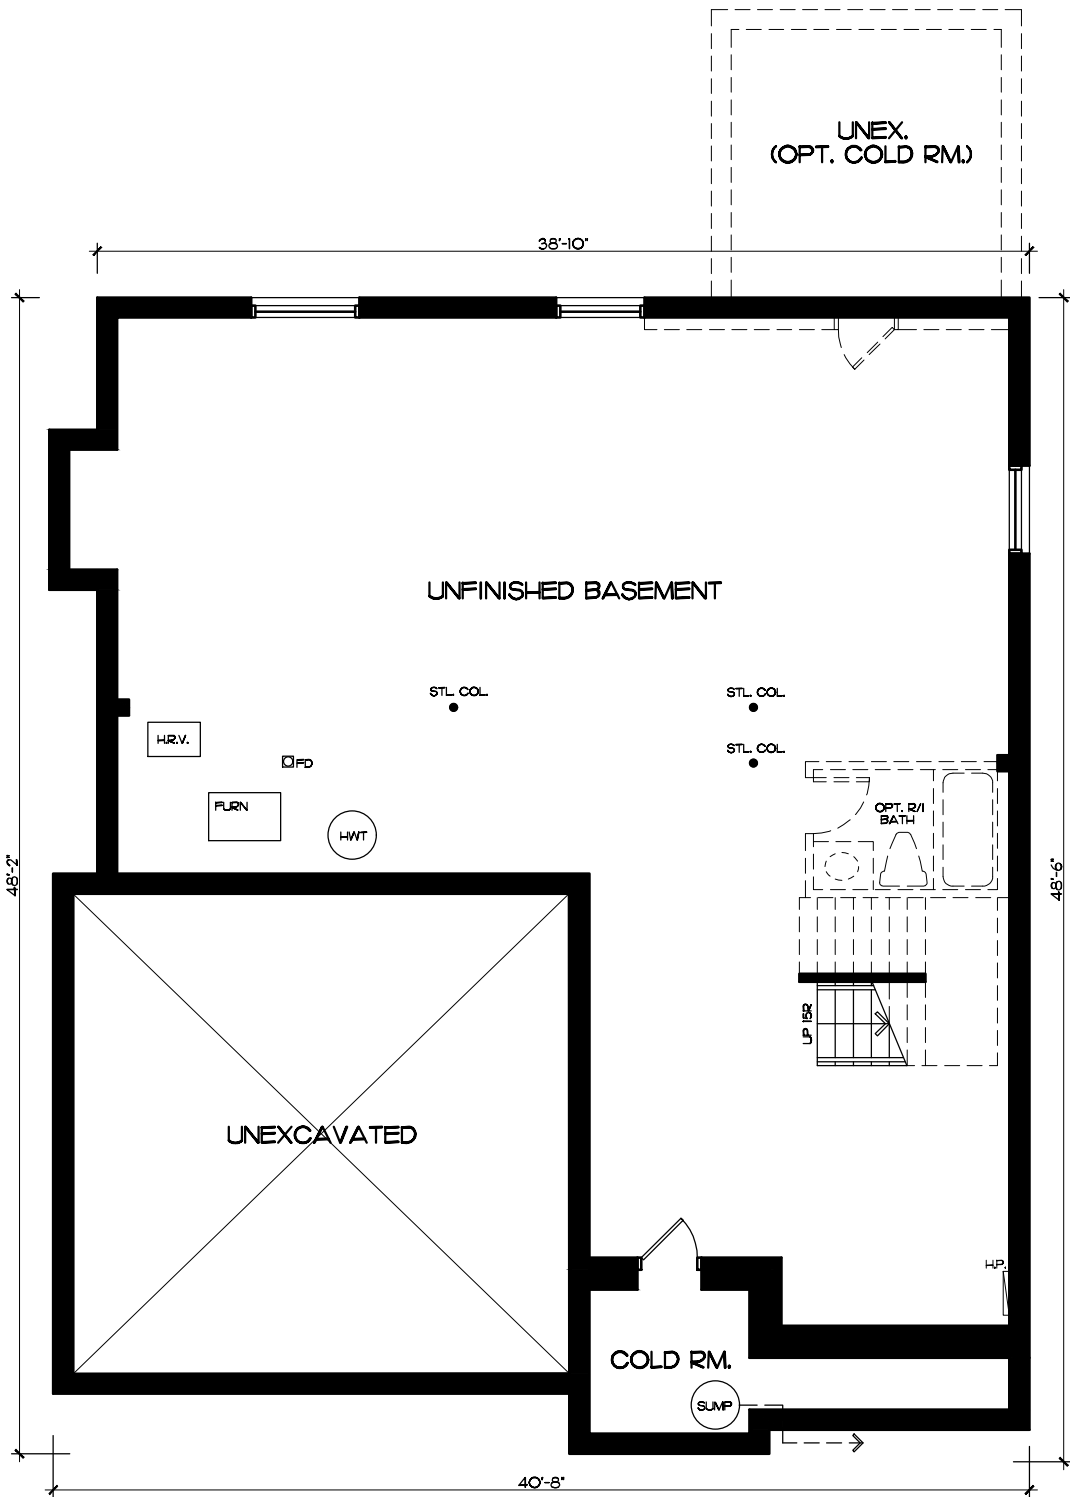 UNEX.
(OPT. COLD RM.)
38'-10"
UNFINISHED BASEMENT
STL. COL.
STL. COL.
STL. COL.
H.R.V.
FD
FURN
HWT
OPT. R/I
BATH
48'-2"
48'-6"
UP 15R
UNEXCAVATED
H.P.
COLD RM.
SUMP
40'-8"